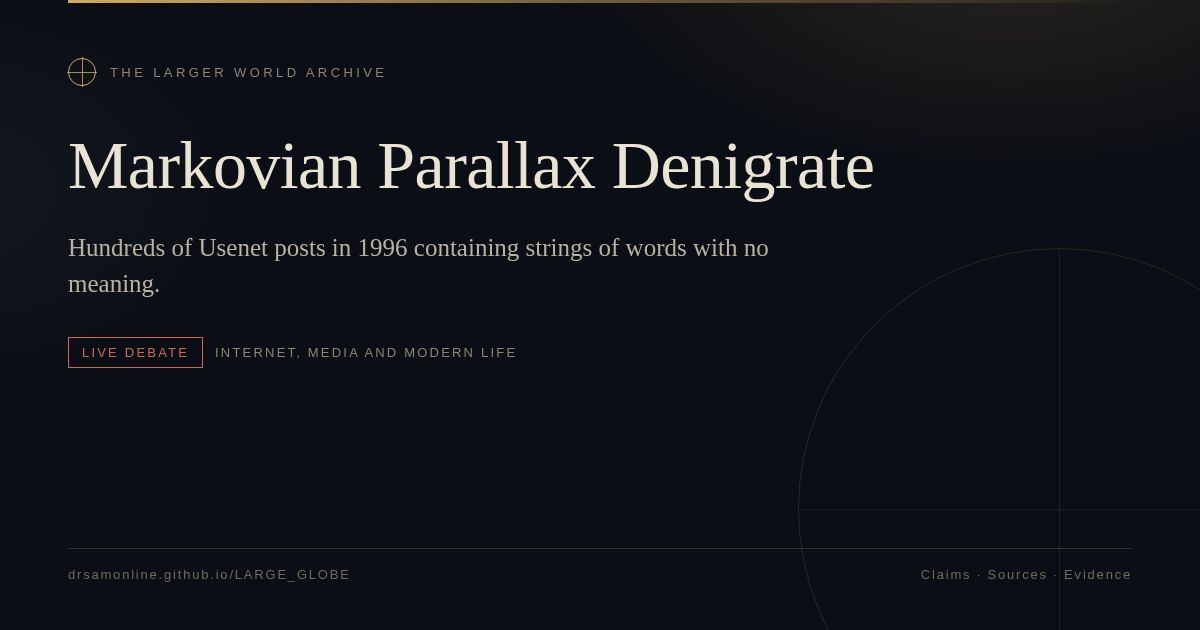 THE LARGER WORLD ARCHIVE
Markovian Parallax Denigrate
Hundreds of Usenet posts in 1996 containing strings of words with no
meaning.
LIVE DEBATE INTERNET, MEDIA AND MODERN LIFE
drsamonline.github.io/LARGE_GLOBE Claims · Sources · Evidence